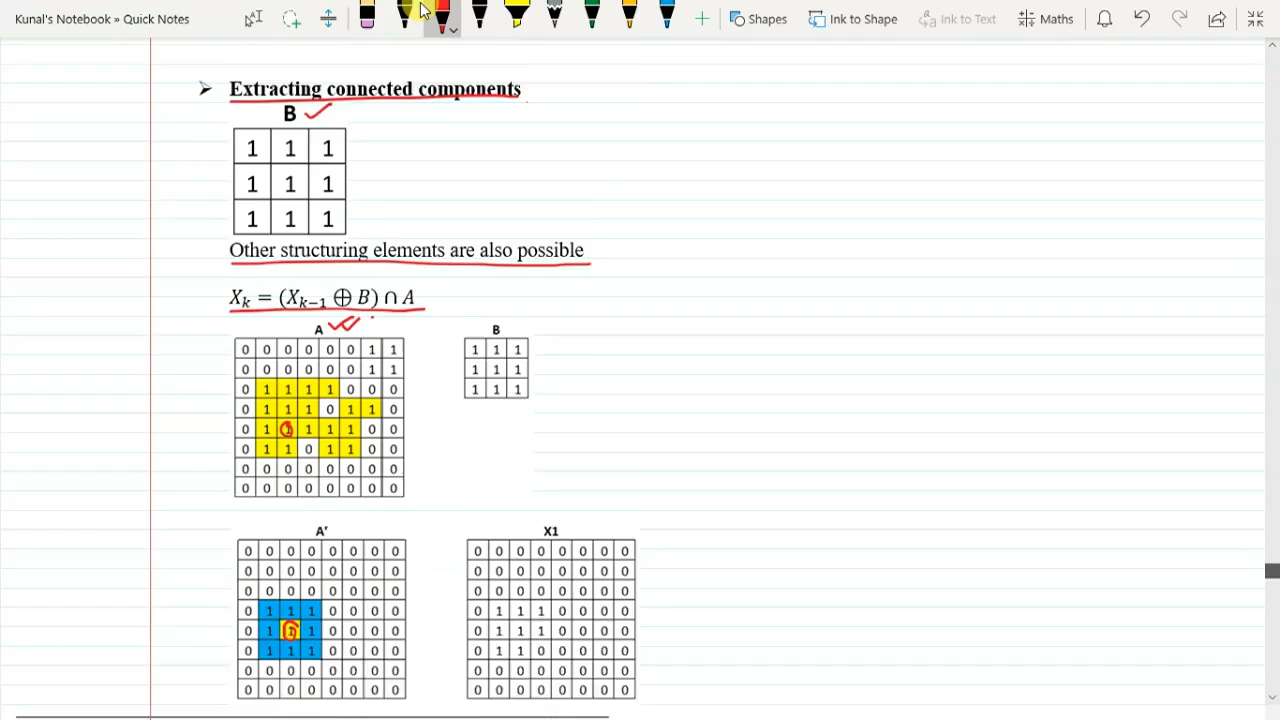 Kunal's Notebook » Quick Notes
Shapes
Ink to Shape
Ink to Text
Maths
➤ Extracting connected components
B
1 1 1
1 1 1
1 1 1
Other structuring elements are also possible
Xₖ = (Xₖ₋₁ ⊕ B) ∩ A
A
0 0 0 0 0 0 1 1
0 0 0 0 0 0 1 1
0 1 1 1 1 0 0 0
0 1 1 1 0 1 1 0
0 1 1 1 1 1 0 0
0 1 1 0 1 1 0 0
0 0 0 0 0 0 0 0
0 0 0 0 0 0 0 0
B
1 1 1
1 1 1
1 1 1
A'
0 0 0 0 0 0 0 0
0 0 0 0 0 0 0 0
0 0 0 0 0 0 0 0
0 1 1 1 0 0 0 0
0 1 1 1 0 0 0 0
0 1 1 1 0 0 0 0
0 0 0 0 0 0 0 0
0 0 0 0 0 0 0 0
X1
0 0 0 0 0 0 0 0
0 0 0 0 0 0 0 0
0 0 0 0 0 0 0 0
0 1 1 1 0 0 0 0
0 1 1 1 0 0 0 0
0 1 1 0 0 0 0 0
0 0 0 0 0 0 0 0
0 0 0 0 0 0 0 0